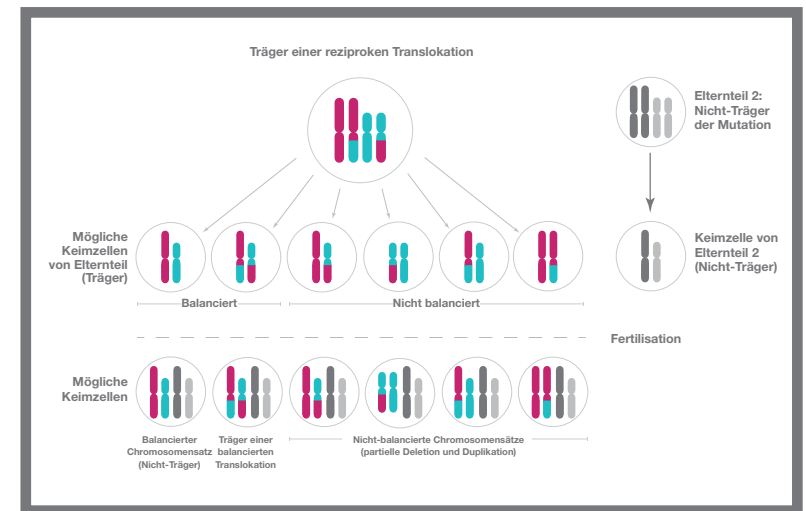 Träger einer reziproken Translokation
Elternteil 2:
Nicht-Träger
der Mutation
Mögliche
Keimzellen
von Elternteil
(Träger)
Keimzelle von
Elternteil 2
(Nicht-Träger)
Balanciert
Nicht balanciert
Fertilisation
Mögliche
Keimzellen
Balancierter
Chromosomensatz
(Nicht-Träger)
Träger einer
balancierten
Translokation
Nicht-balancierte Chromosomensätze
(partielle Deletion und Duplikation)